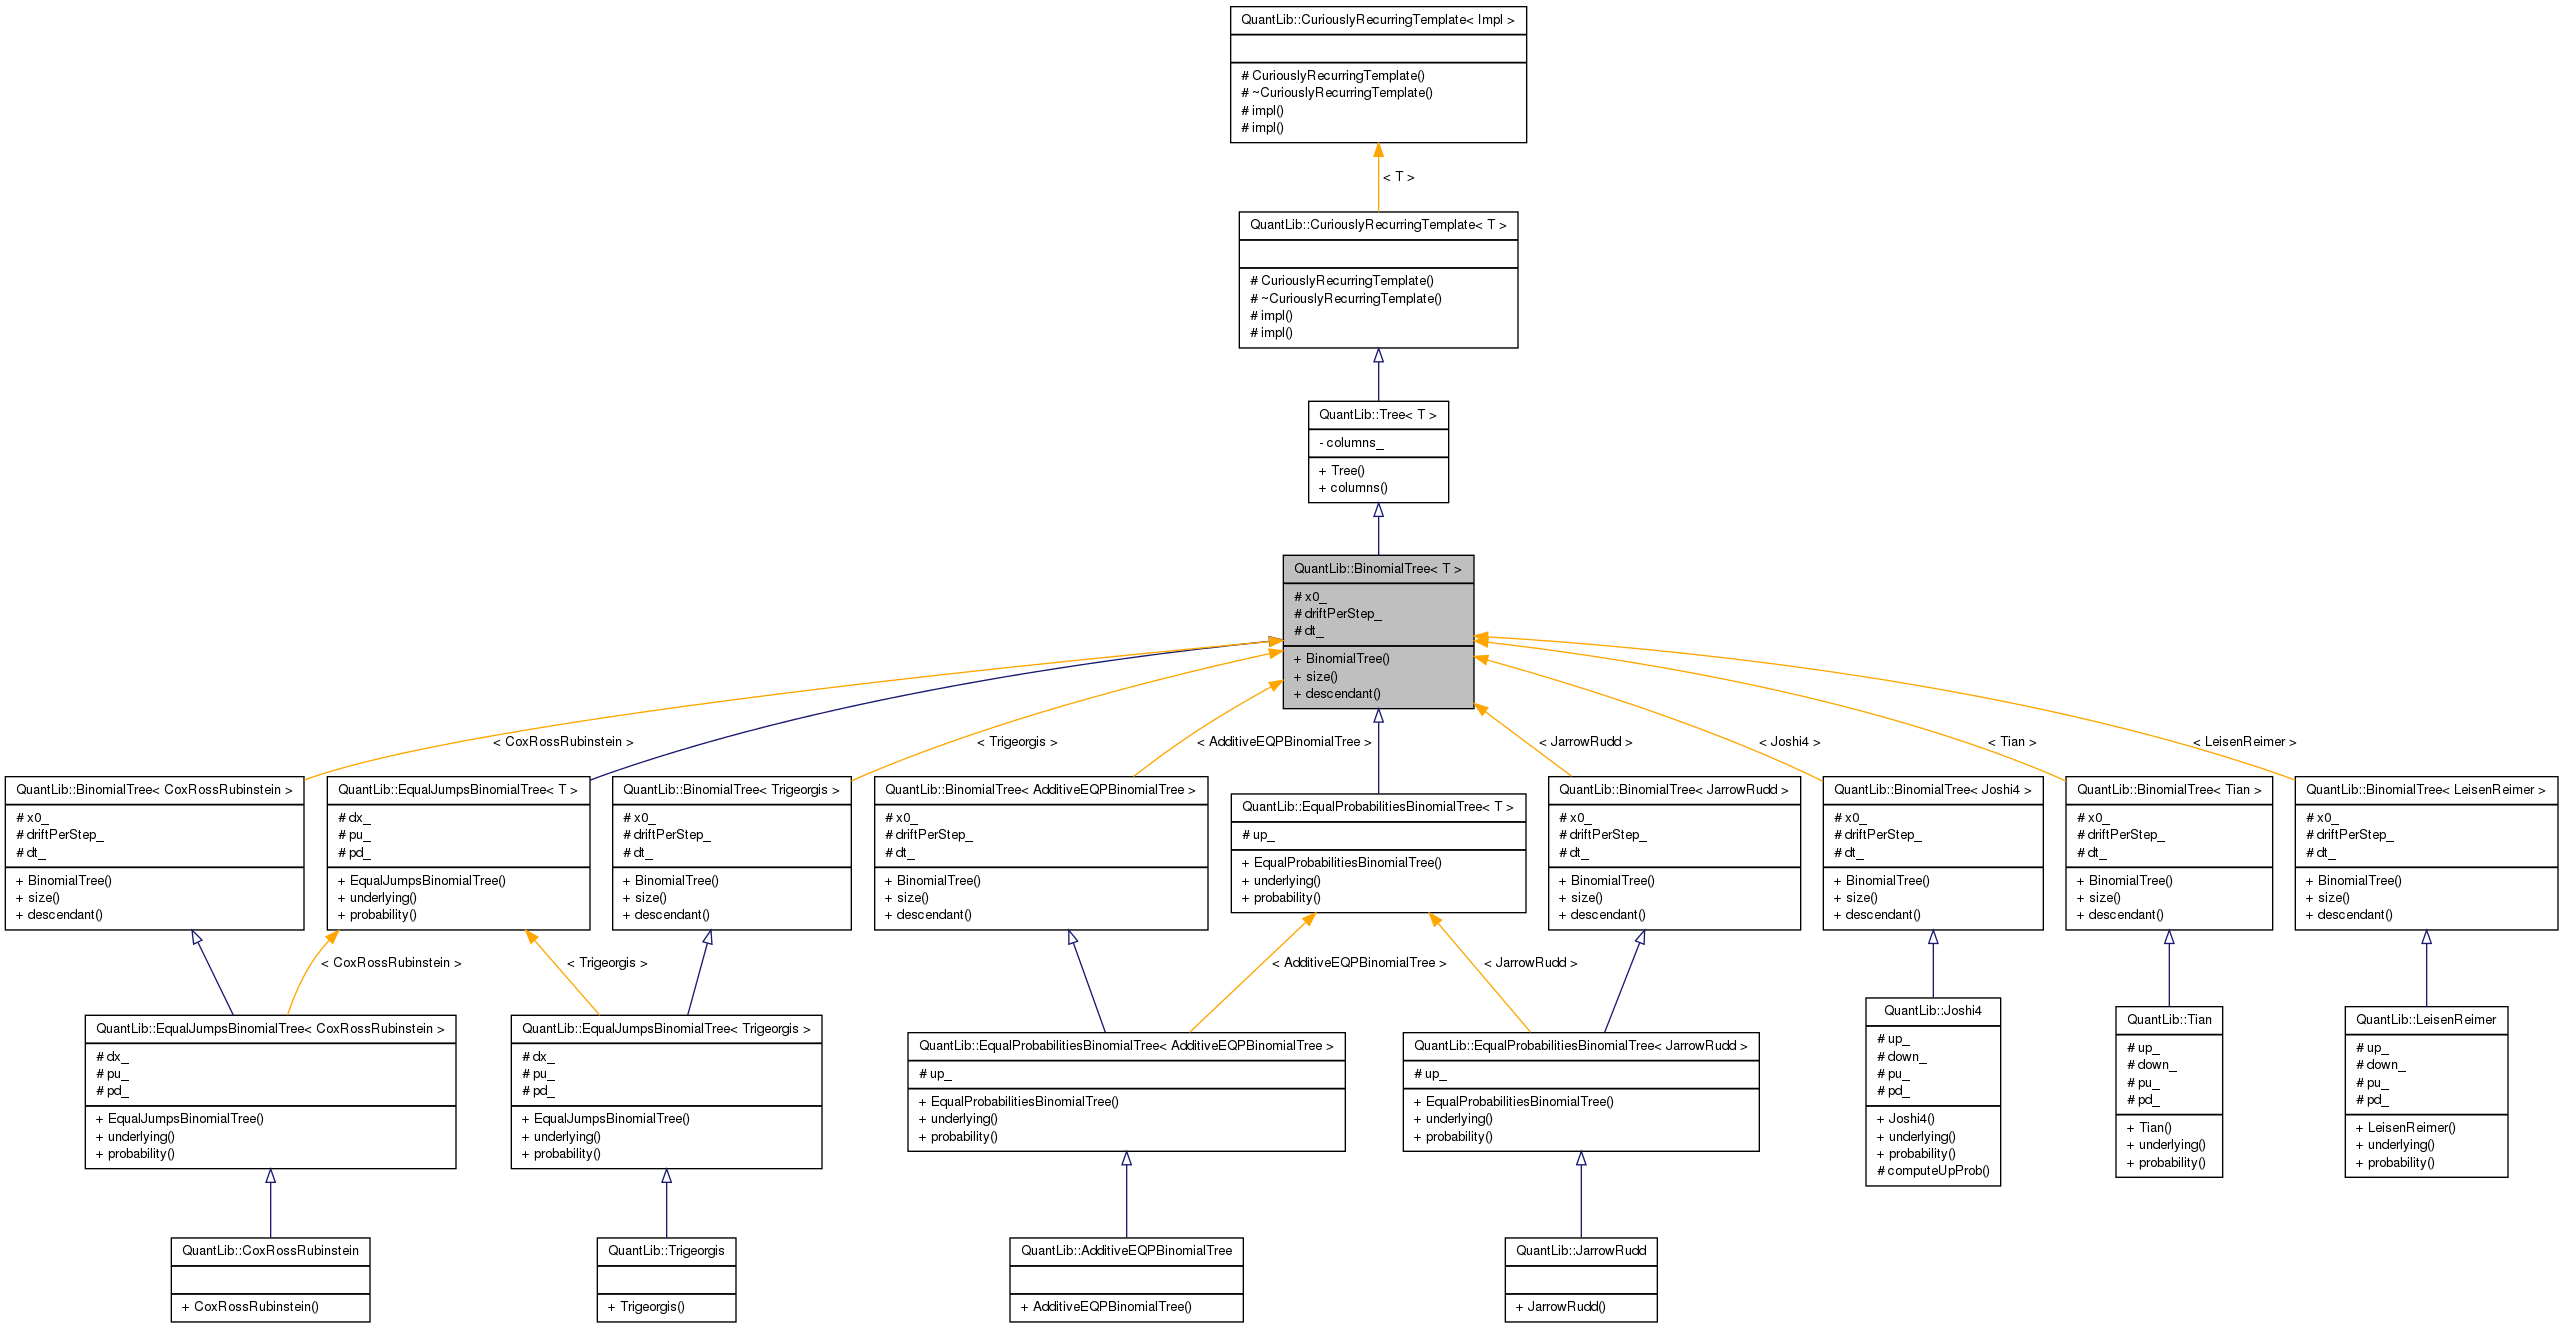 QuantLib::CuriouslyRecurringTemplate< Impl >
# CuriouslyRecurringTemplate()
# ~CuriouslyRecurringTemplate()
# impl()
# impl()
< T >
QuantLib::CuriouslyRecurringTemplate< T >
# CuriouslyRecurringTemplate()
# ~CuriouslyRecurringTemplate()
# impl()
# impl()
QuantLib::Tree< T >
- columns_
+ Tree()
+ columns()
QuantLib::BinomialTree< T >
# x0_
# driftPerStep_
# dt_
+ BinomialTree()
+ size()
+ descendant()
< CoxRossRubinstein >
< Trigeorgis >
< AdditiveEQPBinomialTree >
< JarrowRudd >
< Joshi4 >
< Tian >
< LeisenReimer >
QuantLib::BinomialTree< CoxRossRubinstein >
# x0_
# driftPerStep_
# dt_
+ BinomialTree()
+ size()
+ descendant()
QuantLib::EqualJumpsBinomialTree< T >
# dx_
# pu_
# pd_
+ EqualJumpsBinomialTree()
+ underlying()
+ probability()
QuantLib::BinomialTree< Trigeorgis >
# x0_
# driftPerStep_
# dt_
+ BinomialTree()
+ size()
+ descendant()
QuantLib::BinomialTree< AdditiveEQPBinomialTree >
# x0_
# driftPerStep_
# dt_
+ BinomialTree()
+ size()
+ descendant()
QuantLib::EqualProbabilitiesBinomialTree< T >
# up_
+ EqualProbabilitiesBinomialTree()
+ underlying()
+ probability()
QuantLib::BinomialTree< JarrowRudd >
# x0_
# driftPerStep_
# dt_
+ BinomialTree()
+ size()
+ descendant()
QuantLib::BinomialTree< Joshi4 >
# x0_
# driftPerStep_
# dt_
+ BinomialTree()
+ size()
+ descendant()
QuantLib::BinomialTree< Tian >
# x0_
# driftPerStep_
# dt_
+ BinomialTree()
+ size()
+ descendant()
QuantLib::BinomialTree< LeisenReimer >
# x0_
# driftPerStep_
# dt_
+ BinomialTree()
+ size()
+ descendant()
< CoxRossRubinstein >
< Trigeorgis >
< AdditiveEQPBinomialTree >
< JarrowRudd >
QuantLib::EqualJumpsBinomialTree< CoxRossRubinstein >
# dx_
# pu_
# pd_
+ EqualJumpsBinomialTree()
+ underlying()
+ probability()
QuantLib::EqualJumpsBinomialTree< Trigeorgis >
# dx_
# pu_
# pd_
+ EqualJumpsBinomialTree()
+ underlying()
+ probability()
QuantLib::EqualProbabilitiesBinomialTree< AdditiveEQPBinomialTree >
# up_
+ EqualProbabilitiesBinomialTree()
+ underlying()
+ probability()
QuantLib::EqualProbabilitiesBinomialTree< JarrowRudd >
# up_
+ EqualProbabilitiesBinomialTree()
+ underlying()
+ probability()
QuantLib::Joshi4
# up_
# down_
# pu_
# pd_
+ Joshi4()
+ underlying()
+ probability()
# computeUpProb()
QuantLib::Tian
# up_
# down_
# pu_
# pd_
+ Tian()
+ underlying()
+ probability()
QuantLib::LeisenReimer
# up_
# down_
# pu_
# pd_
+ LeisenReimer()
+ underlying()
+ probability()
QuantLib::CoxRossRubinstein
+ CoxRossRubinstein()
QuantLib::Trigeorgis
+ Trigeorgis()
QuantLib::AdditiveEQPBinomialTree
+ AdditiveEQPBinomialTree()
QuantLib::JarrowRudd
+ JarrowRudd()